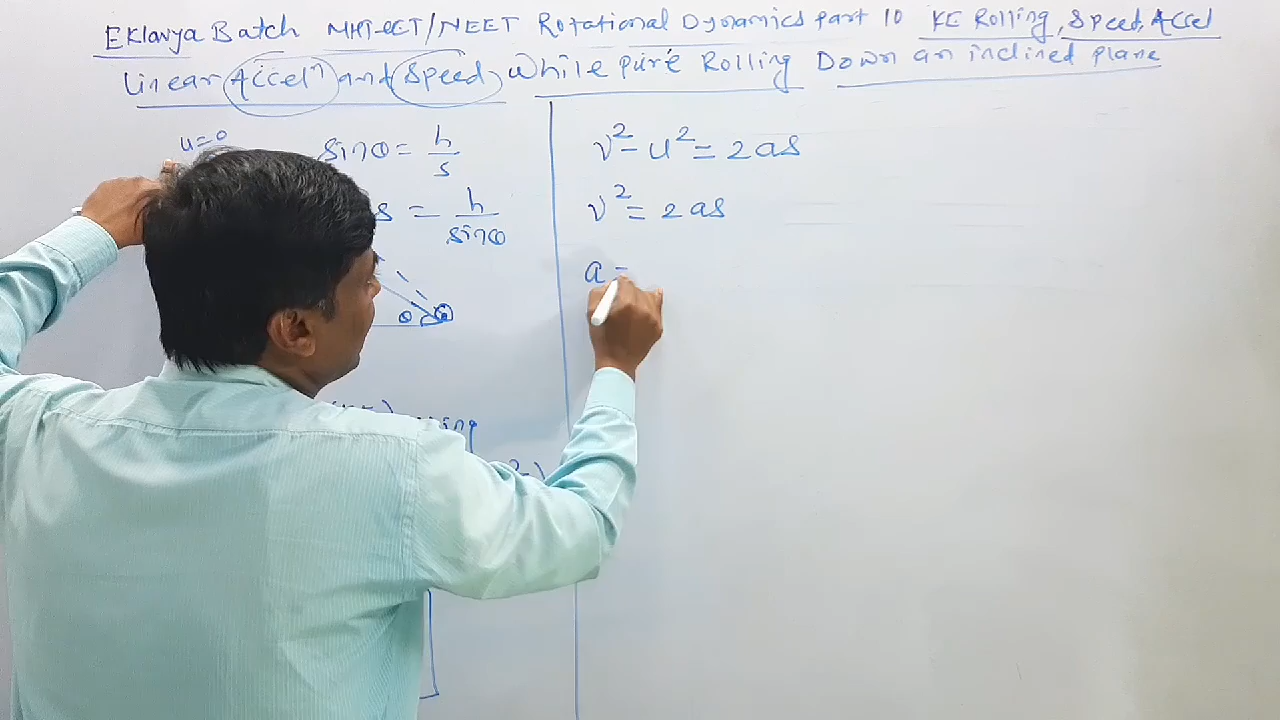 Eklavya Batch MHT-CET/NEET Rotational Dynamics Part 10 KE Rolling, Speed, Accel
Linear Accelⁿ and Speed, While pure Rolling Down an inclined plane
u=0
sinθ = h/s
s = h/sinθ
θ
v² - u² = 2as
v² = 2as
a =